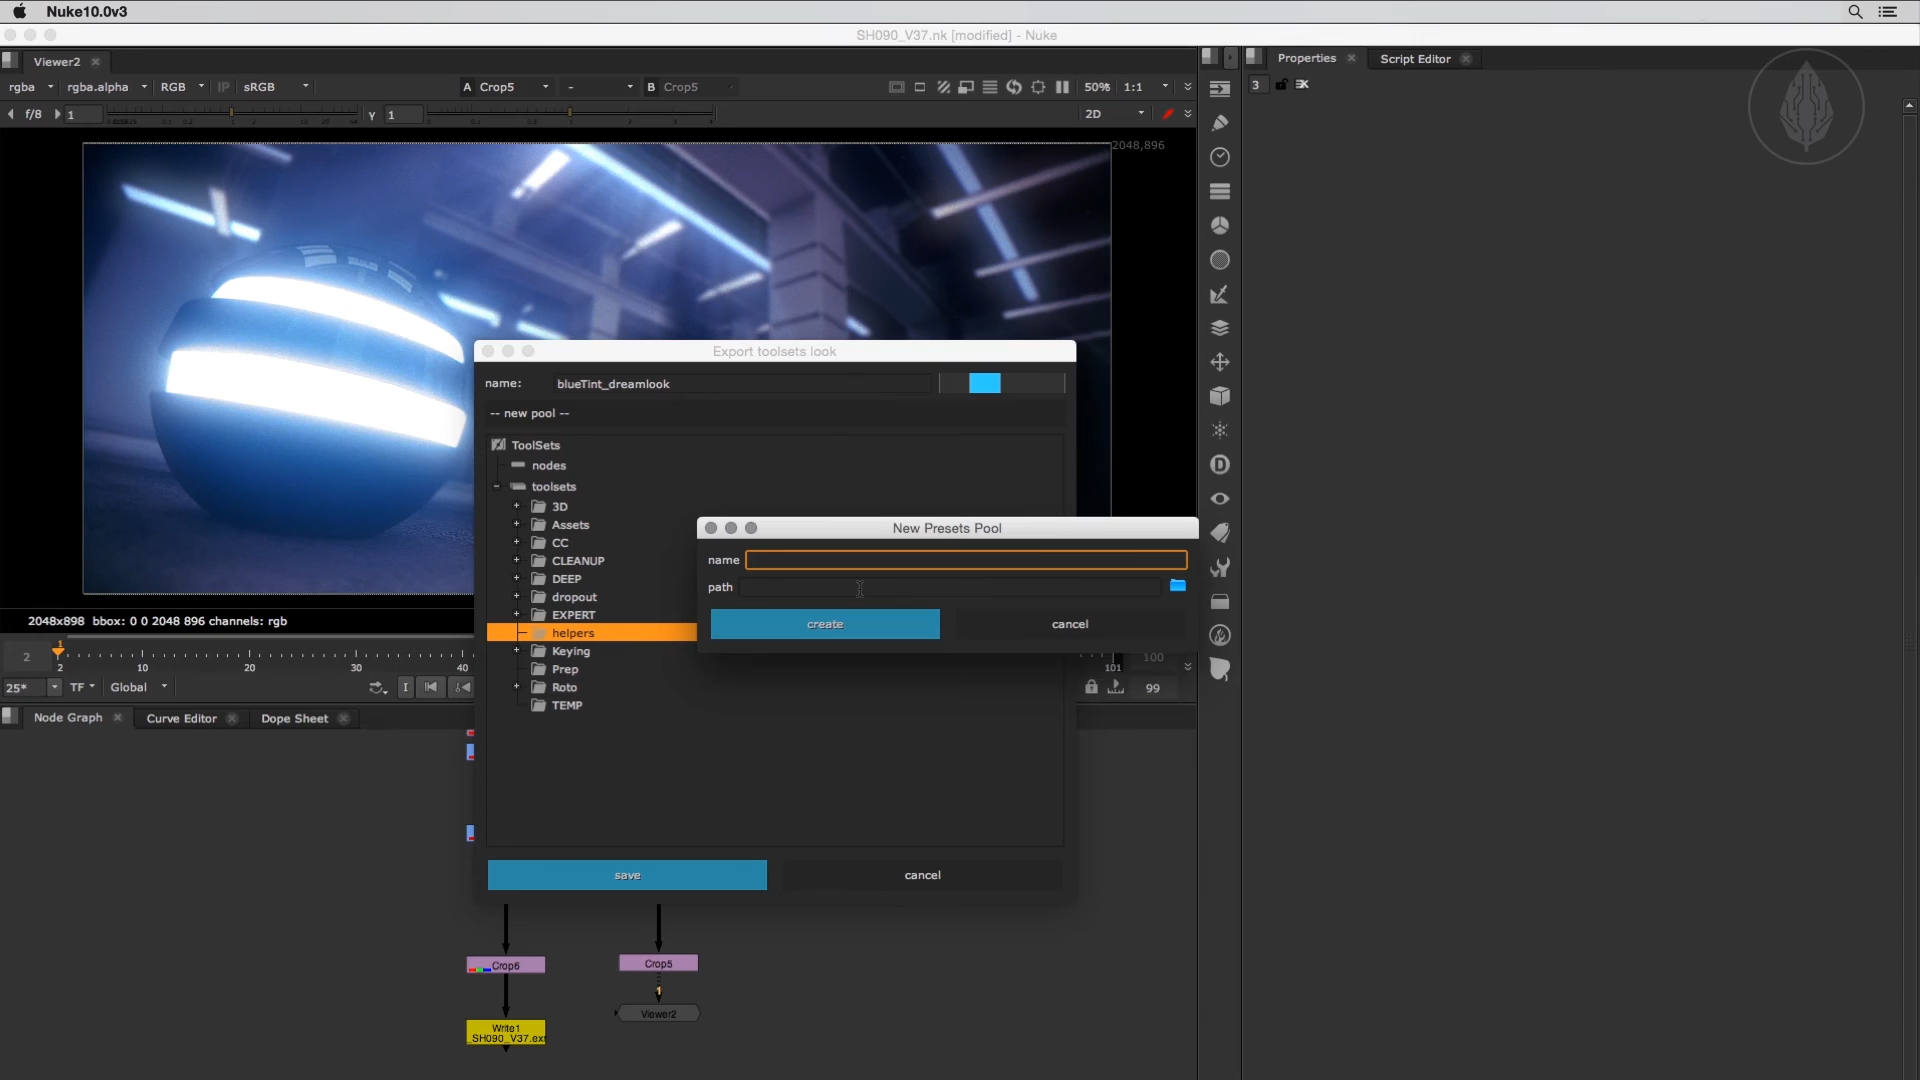 Nuke10.0v3
SH090_V37.nk [modified] - Nuke
Viewer2
Properties
Script Editor
rgba
rgba.alpha
RGB
IP
sRGB
A Crop5
-
B Crop5
50%
1:1
3
f/8
1
γ 1
2D
2048,896
Export toolsets look
name:
blueTint_dreamlook
-- new pool --
ToolSets
nodes
toolsets
3D
Assets
CC
CLEANUP
DEEP
dropout
EXPERT
helpers
Keying
Prep
Roto
TEMP
save
cancel
New Presets Pool
name
path
create
cancel
2048x898 bbox: 0 0 2048 896 channels: rgb
2
1
2
10
20
30
40
101
100
25*
TF
Global
I
99
Node Graph
Curve Editor
Dope Sheet
Crop6
Crop5
1
Viewer2
Write1
_SH090_V37.exr